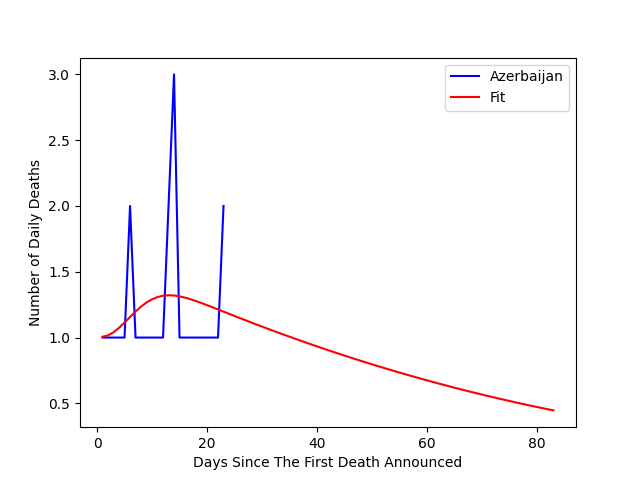 Azerbaijan
Fit
3.0
2.5
2.0
1.5
1.0
0.5
Number of Daily Deaths
0 20 40 60 80
Days Since The First Death Announced